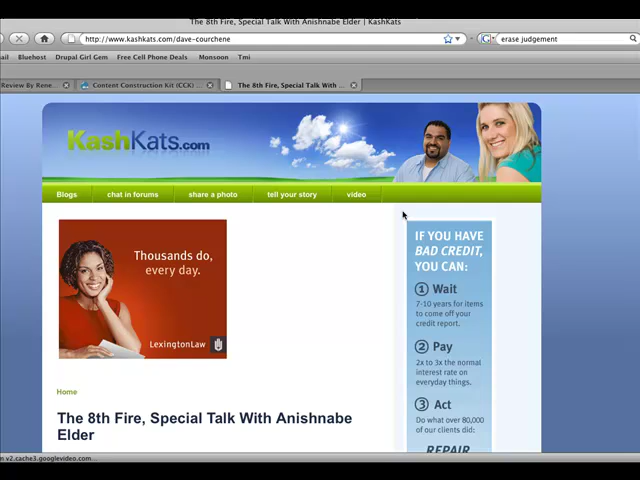 The 8th Fire, Special Talk With Anishnabe Elder | KashKats
http://www.kashkats.com/dave-courchene
erase judgement
Bluehost Drupal Girl Gem Free Cell Phone Deals Monsoon Tmi
Review By Rene...
Content Construction Kit (CCK) ...
The 8th Fire, Special Talk With ...
KashKats.com
Blogs chat in forums share a photo tell your story video
Thousands do,
every day.
LexingtonLaw
IF YOU HAVE
BAD CREDIT,
YOU CAN:
1 Wait
7-10 years for items
to come off your
credit report.
2 Pay
2x to 3x the normal
interest rate on
everyday things.
3 Act
Do what over 80,000
of our clients did:
REPAIR
Home
The 8th Fire, Special Talk With Anishnabe
Elder
m v2.cache3.googlevideo.com...